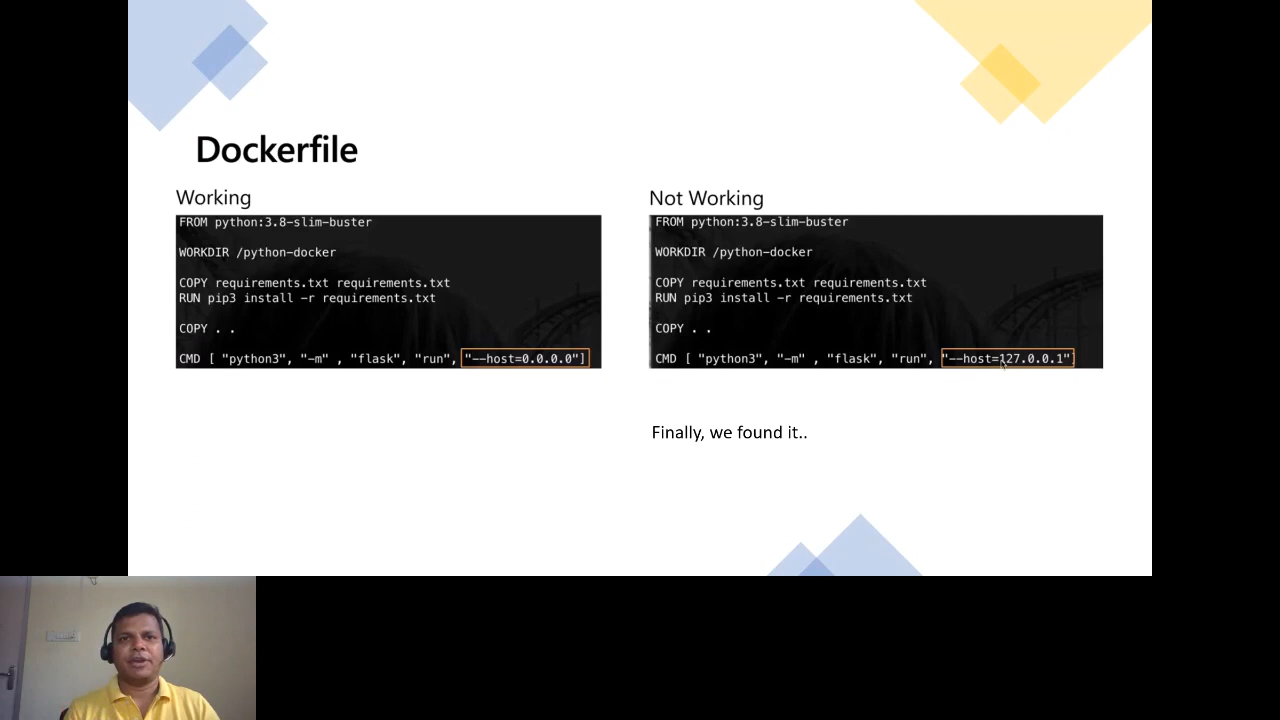 Dockerfile
Working
FROM python:3.8-slim-buster
WORKDIR /python-docker
COPY requirements.txt requirements.txt
RUN pip3 install -r requirements.txt
COPY . .
CMD [ "python3", "-m" , "flask", "run", "--host=0.0.0.0"]
Not Working
FROM python:3.8-slim-buster
WORKDIR /python-docker
COPY requirements.txt requirements.txt
RUN pip3 install -r requirements.txt
COPY . .
CMD [ "python3", "-m" , "flask", "run", "--host=127.0.0.1"]
Finally, we found it..